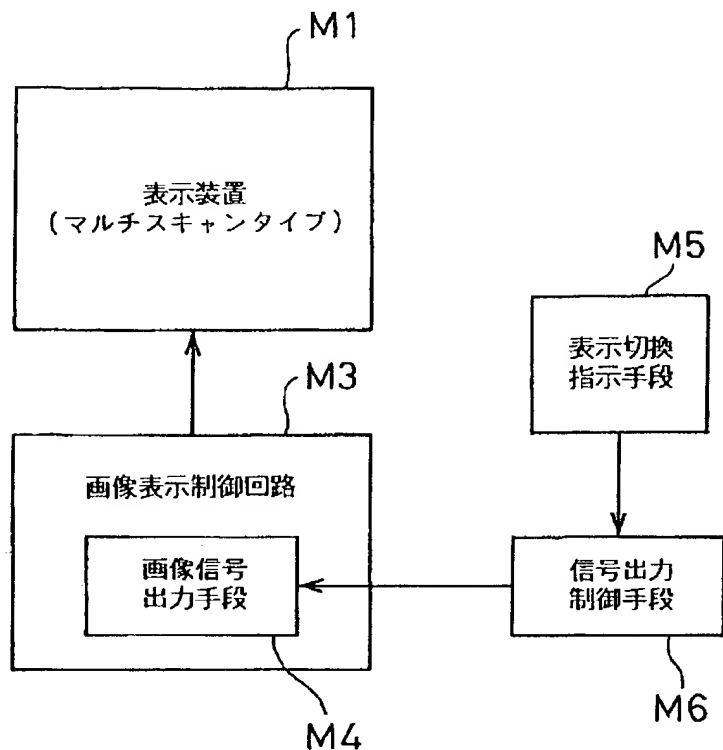 M1
表示装置
(マルチスキャンタイプ)
M5
表示切換
指示手段
M3
画像表示制御回路
画像信号
出力手段
信号出力
制御手段
M4
M6